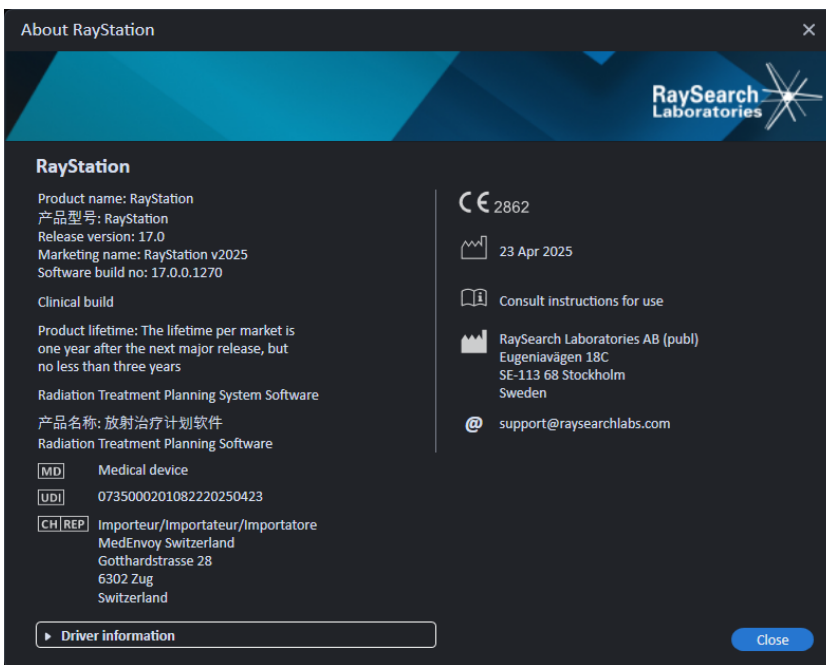 About RayStation
RaySearch
Laboratories
RayStation
Product name: RayStation
产品型号: RayStation
Release version: 17.0
Marketing name: RayStation v2025
Software build no: 17.0.0.1270
Clinical build
Product lifetime: The lifetime per market is
one year after the next major release, but
no less than three years
Radiation Treatment Planning System Software
产品名称: 放射治疗计划软件
Radiation Treatment Planning Software
MD Medical device
UDI 0735000201082220250423
CH REP Importeur/Importateur/Importatore
MedEnvoy Switzerland
Gotthardstrasse 28
6302 Zug
Switzerland
Driver information
CE 2862
23 Apr 2025
Consult instructions for use
RaySearch Laboratories AB (publ)
Eugeniavägen 18C
SE-113 68 Stockholm
Sweden
@ support@raysearchlabs.com
Close